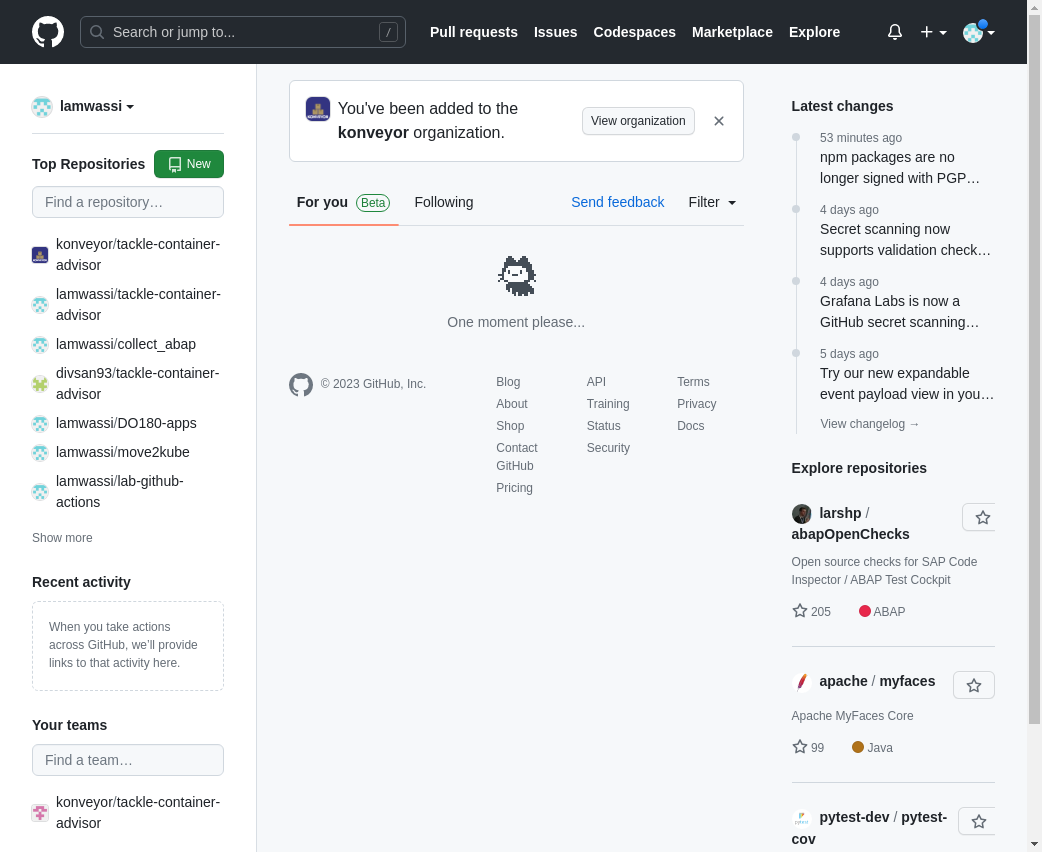 Search or jump to...
/
Pull requests
Issues
Codespaces
Marketplace
Explore
lamwassi
Top Repositories
New
Find a repository…
konveyor/tackle-container-
advisor
lamwassi/tackle-container-
advisor
lamwassi/collect_abap
divsan93/tackle-container-
advisor
lamwassi/DO180-apps
lamwassi/move2kube
lamwassi/lab-github-
actions
Show more
Recent activity
When you take actions
across GitHub, we'll provide
links to that activity here.
Your teams
Find a team…
konveyor/tackle-container-
advisor
You've been added to the
konveyor organization.
View organization
For you Beta
Following
Send feedback
Filter
One moment please...
© 2023 GitHub, Inc.
Blog
About
Shop
Contact
GitHub
Pricing
API
Training
Status
Security
Terms
Privacy
Docs
Latest changes
53 minutes ago
npm packages are no
longer signed with PGP…
4 days ago
Secret scanning now
supports validation check…
4 days ago
Grafana Labs is now a
GitHub secret scanning…
5 days ago
Try our new expandable
event payload view in you…
View changelog →
Explore repositories
larshp /
abapOpenChecks
Open source checks for SAP Code
Inspector / ABAP Test Cockpit
205
ABAP
apache / myfaces
Apache MyFaces Core
99
Java
pytest-dev / pytest-
cov